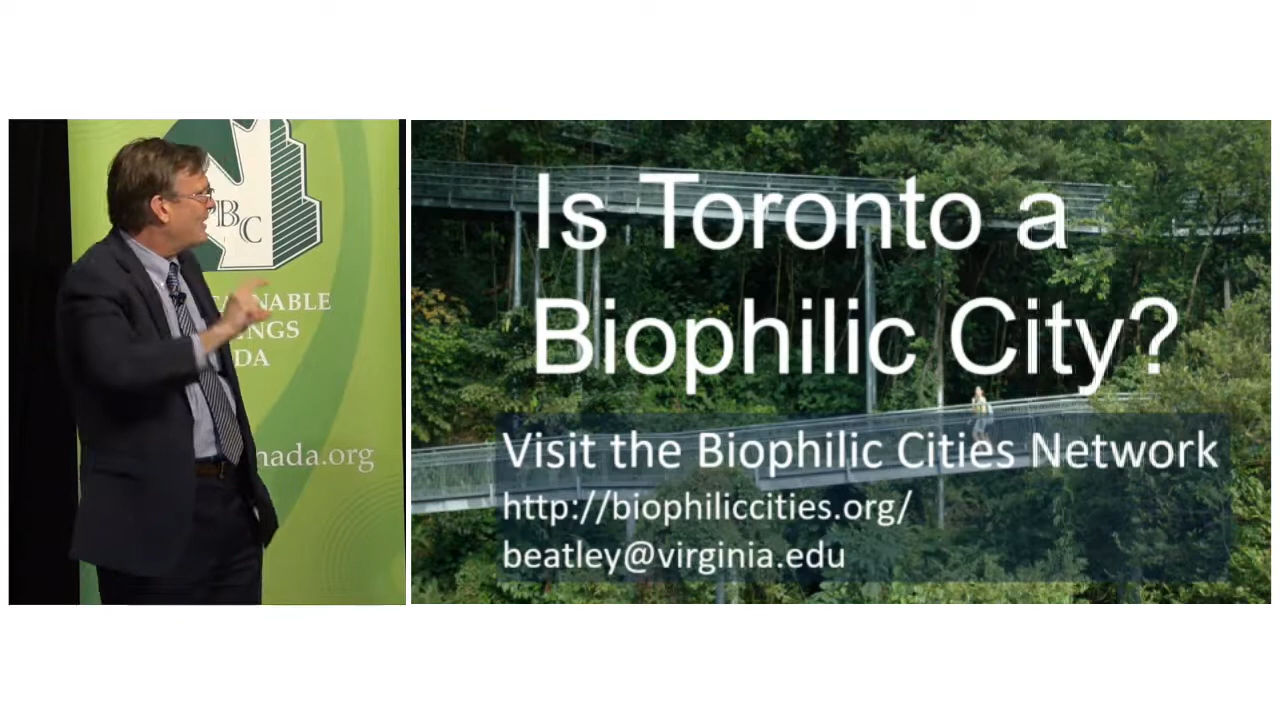 BC
NABLE
NGS
DA
nada.org
Is Toronto a
Biophilic City?
Visit the Biophilic Cities Network
http://biophiliccities.org/
beatley@virginia.edu